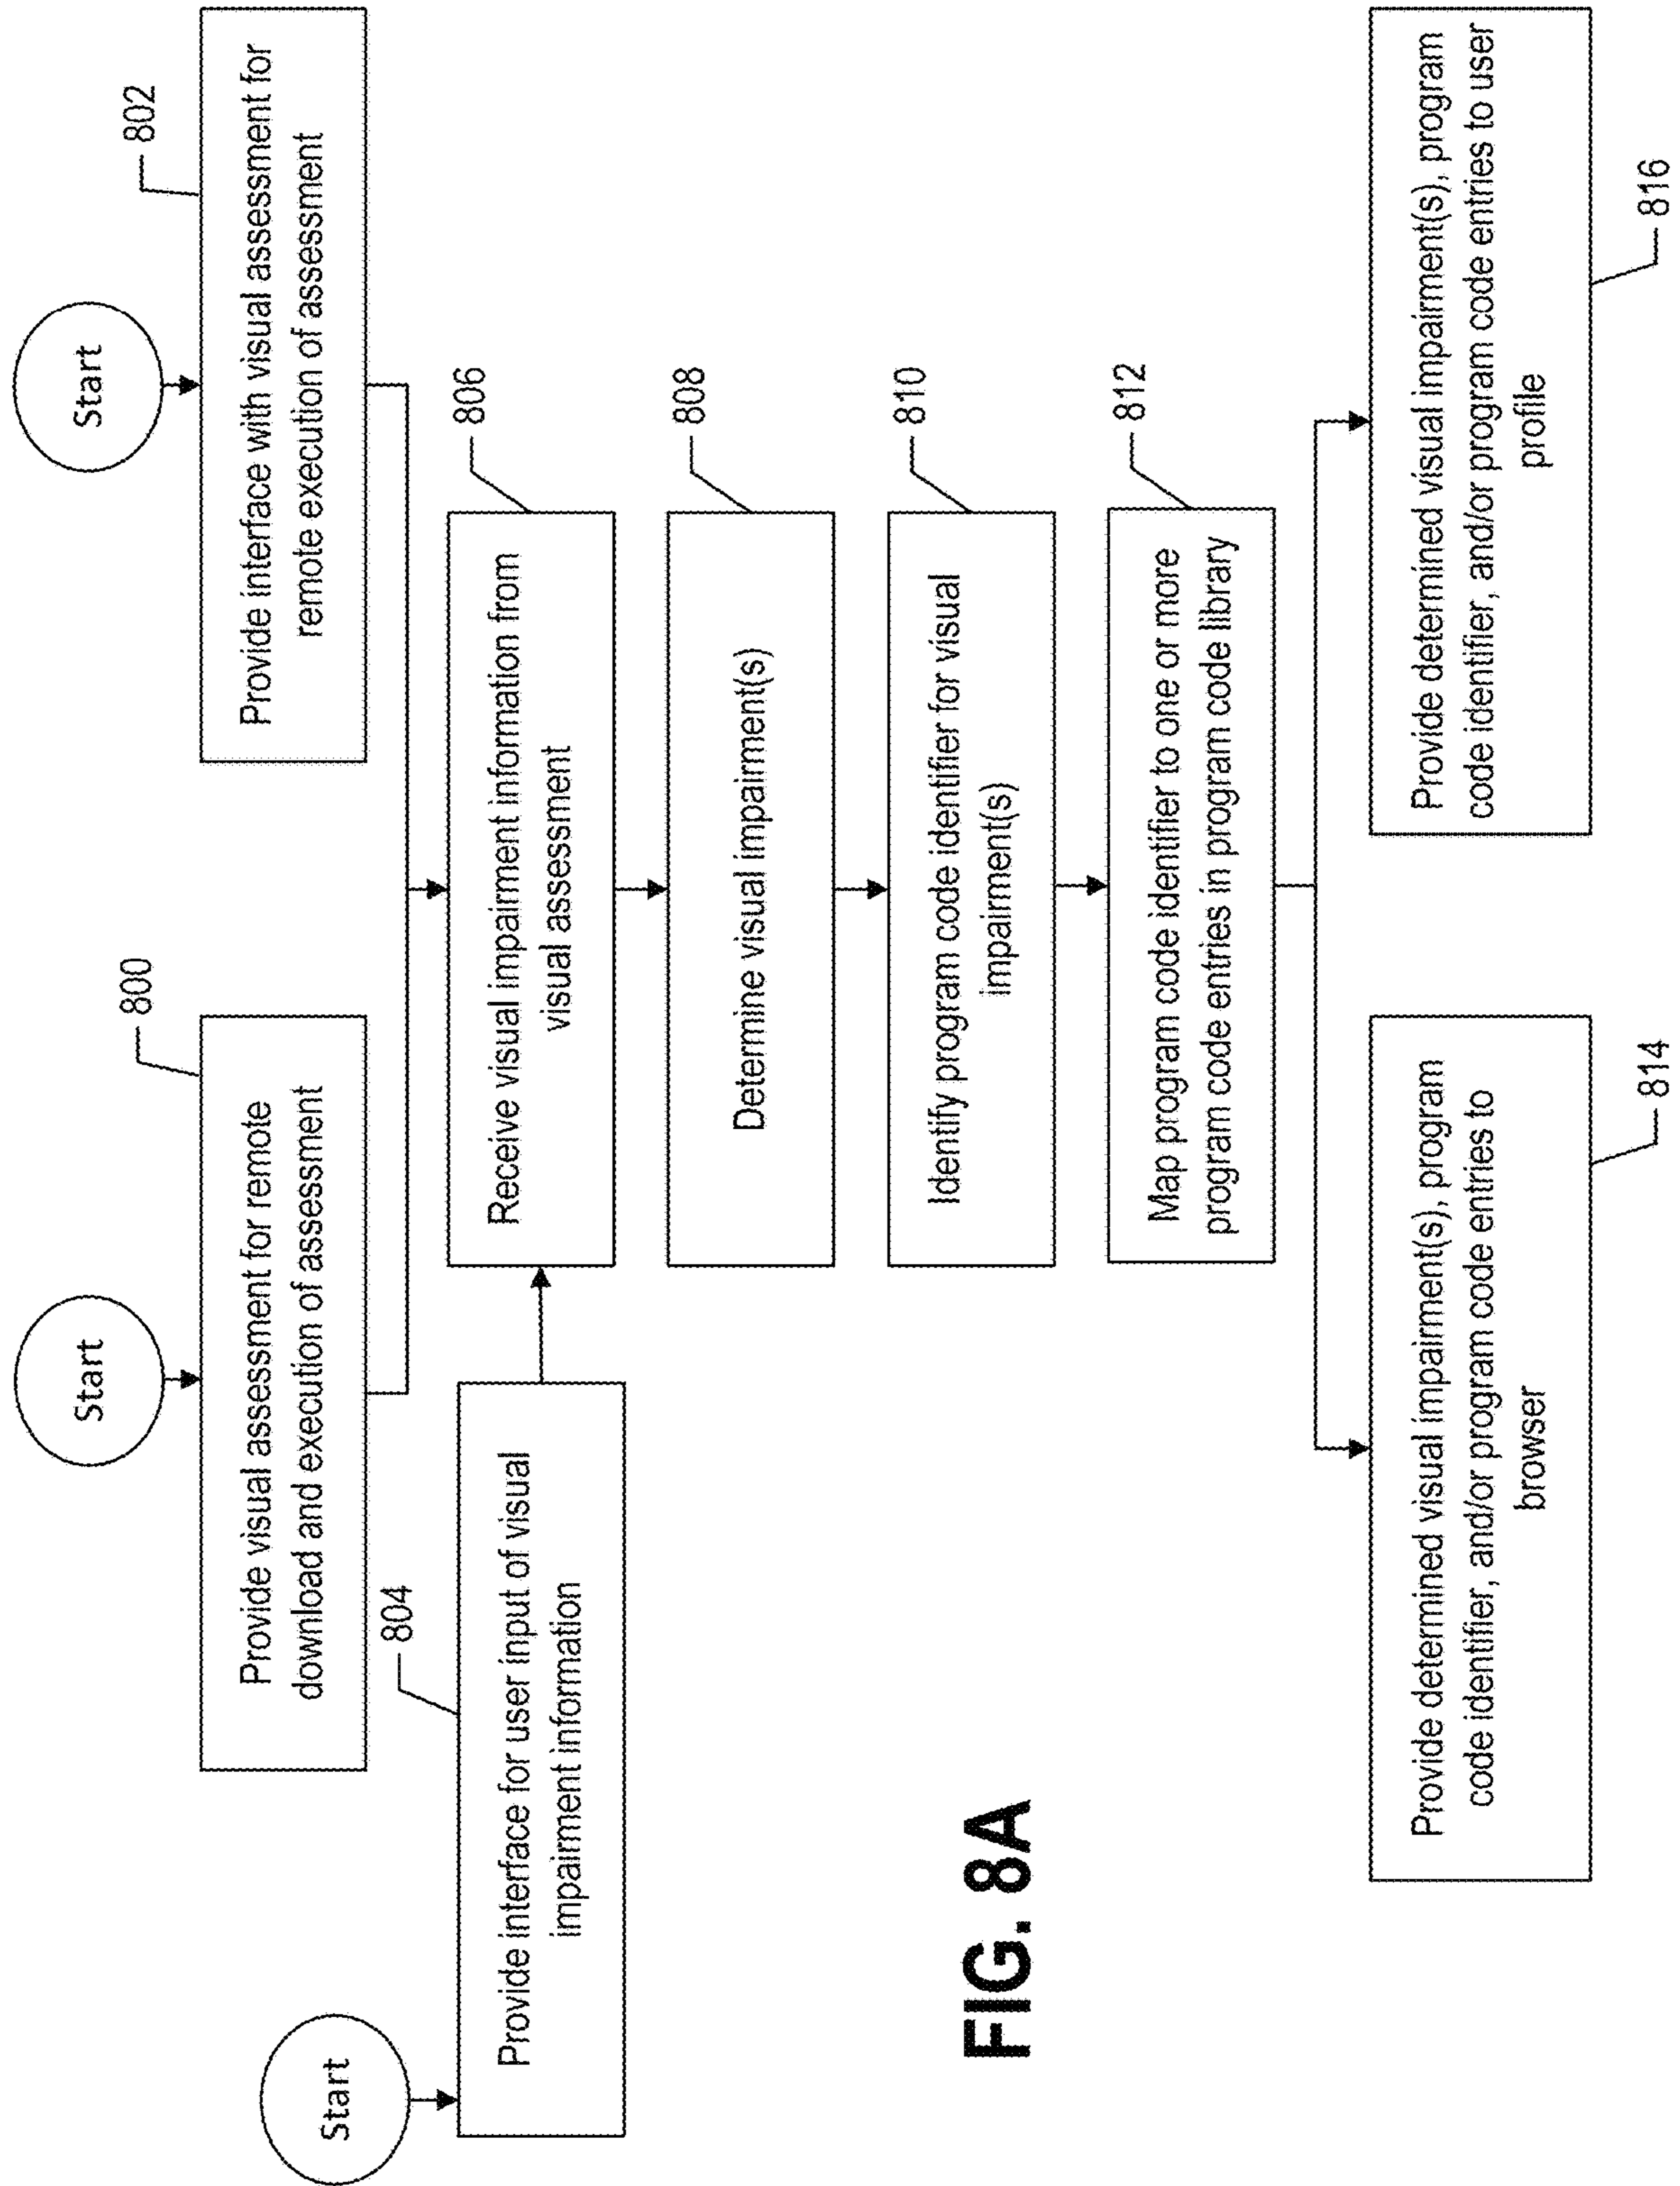 Start
Start
800
802
Provide visual assessment for remote
download and execution of assessment
Provide interface with visual assessment for
remote execution of assessment
Start
804
Provide interface for user input of visual
impairment information
806
Receive visual impairment information from
visual assessment
808
Determine visual impairment(s)
810
Identify program code identifier for visual
impairment(s)
812
Map program code identifier to one or more
program code entries in program code library
Provide determined visual impairment(s), program
code identifier, and/or program code entries to
browser
814
Provide determined visual impairment(s), program
code identifier, and/or program code entries to user
profile
816
FIG. 8A